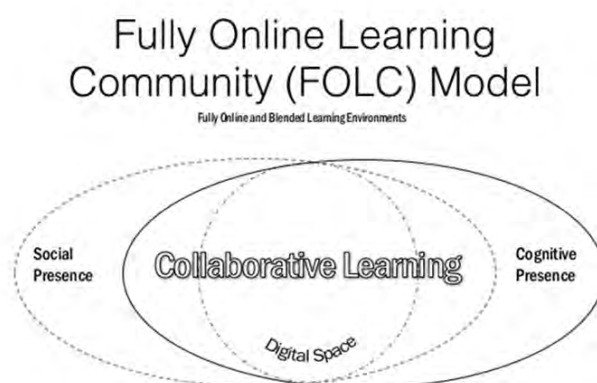 Fully Online Learning
Community (FOLC) Model
Fully Online and Blended Learning Environments
Social
Presence
Collaborative Learning
Cognitive
Presence
Digital Space